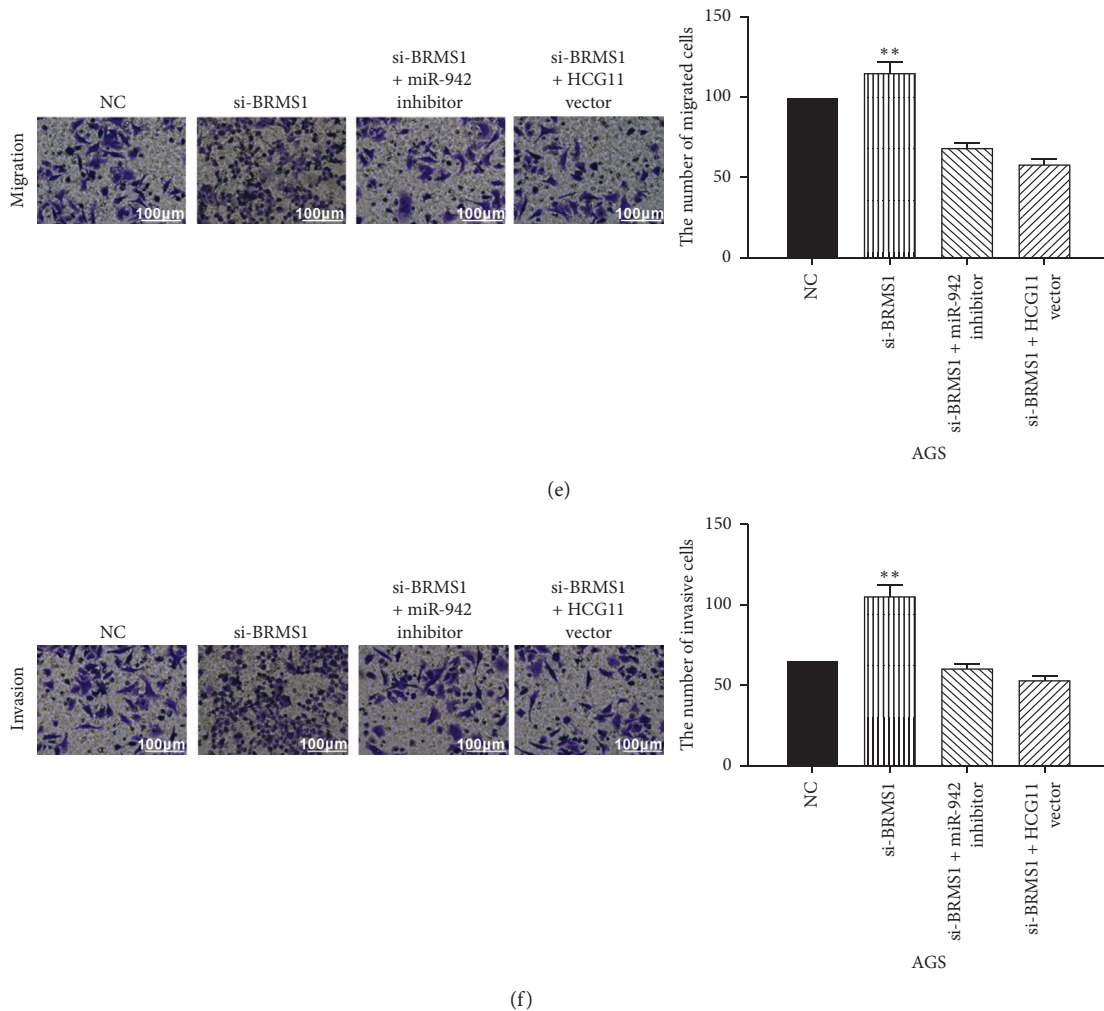 NC
si-BRMS1
si-BRMS1
+ miR-942
inhibitor
si-BRMS1
+ HCG11
vector
Migration
100μm
100μm
100μm
100μm
The number of migrated cells
150
100
50
0
**
NC
si-BRMS1
si-BRMS1 + miR-942
inhibitor
si-BRMS1 + HCG11
vector
AGS
(e)
NC
si-BRMS1
si-BRMS1
+ miR-942
inhibitor
si-BRMS1
+ HCG11
vector
Invasion
100μm
100μm
100μm
100μm
The number of invasive cells
150
100
50
0
**
NC
si-BRMS1
si-BRMS1 + miR-942
inhibitor
si-BRMS1 + HCG11
vector
AGS
(f)